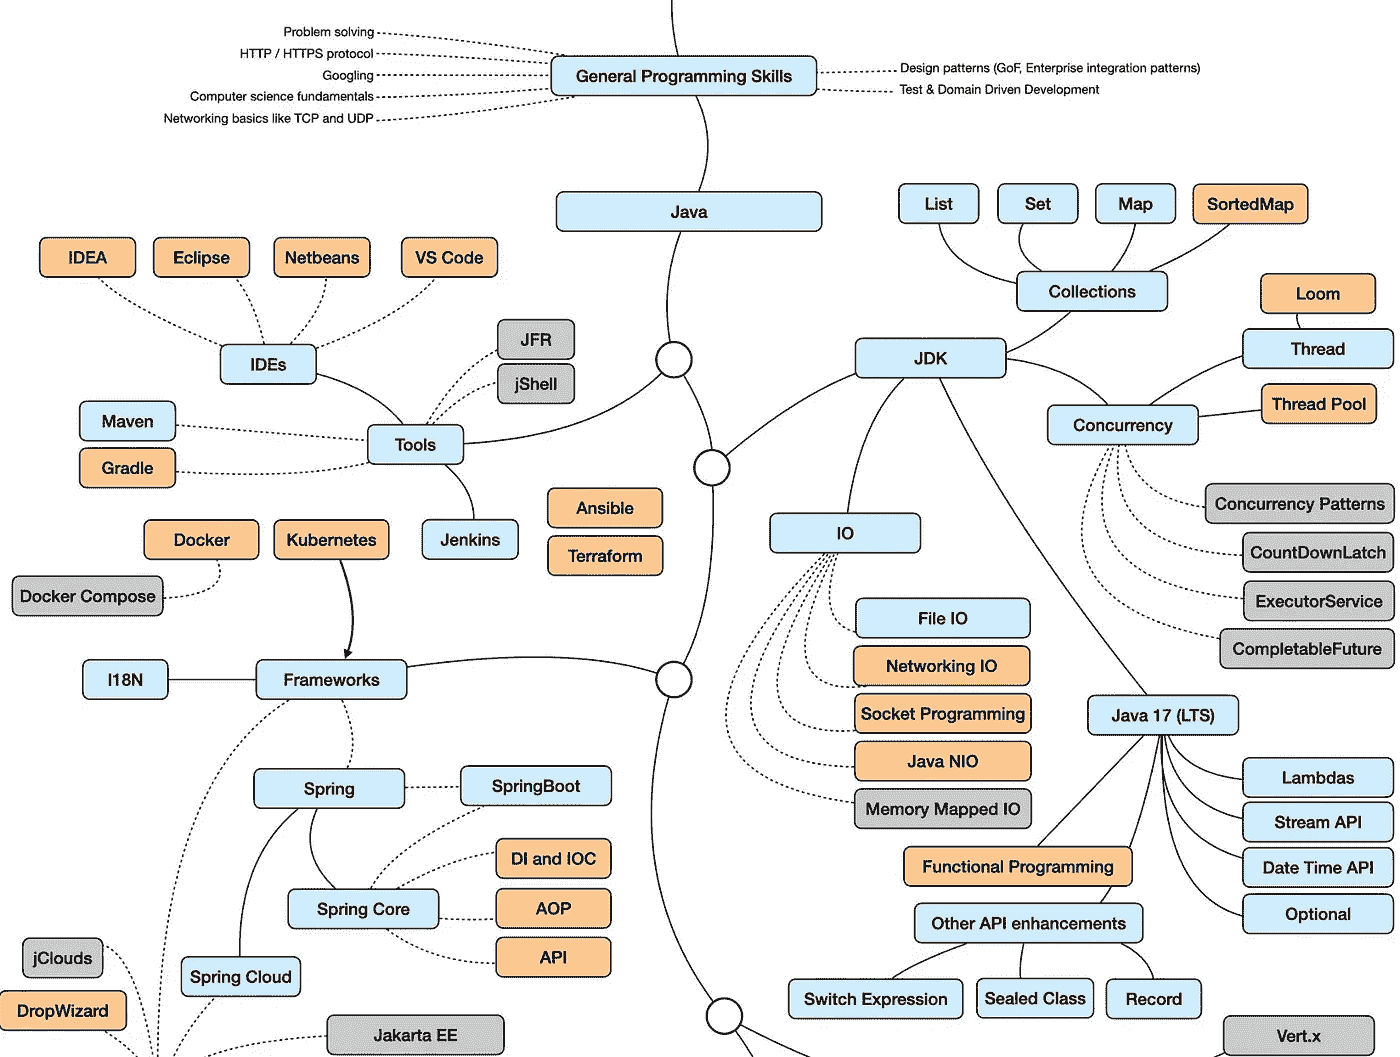 Problem solving
HTTP / HTTPS protocol
Googling
Computer science fundamentals
Networking basics like TCP and UDP
General Programming Skills
Design patterns (GoF, Enterprise integration patterns)
Test & Domain Driven Development
Java
List
Set
Map
SortedMap
Collections
IDEA
Eclipse
Netbeans
VS Code
IDEs
JFR
jShell
Maven
Gradle
Tools
Jenkins
Ansible
Terraform
JDK
Loom
Thread
Thread Pool
Concurrency
Concurrency Patterns
CountDownLatch
ExecutorService
CompletableFuture
IO
File IO
Networking IO
Socket Programming
Java NIO
Memory Mapped IO
Docker
Kubernetes
Docker Compose
I18N
Frameworks
Spring
SpringBoot
DI and IOC
Spring Core
AOP
API
Spring Cloud
jClouds
DropWizard
Jakarta EE
Java 17 (LTS)
Lambdas
Stream API
Date Time API
Optional
Functional Programming
Other API enhancements
Switch Expression
Sealed Class
Record
Vert.x